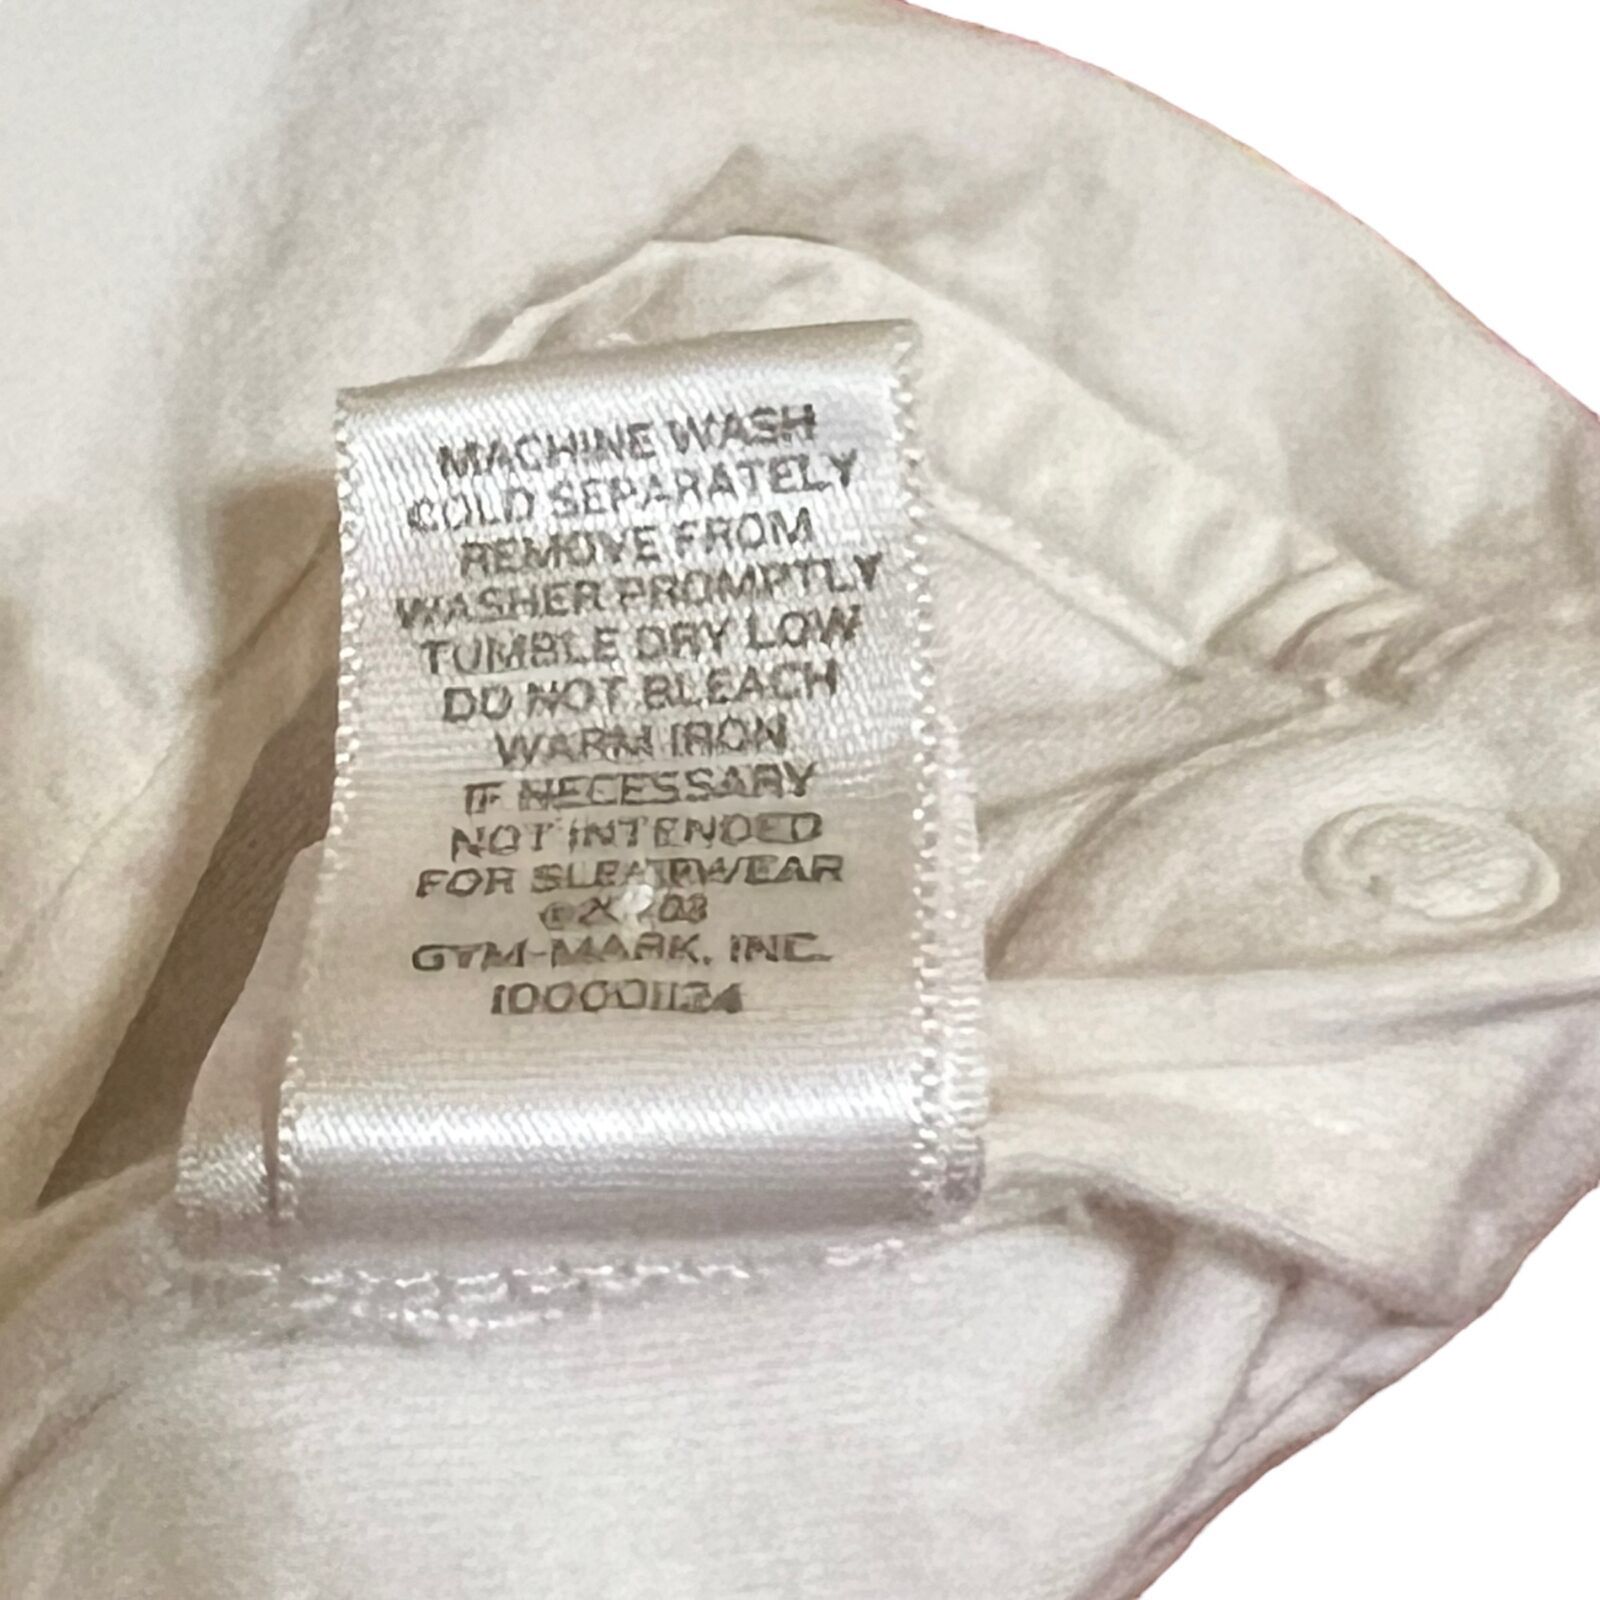 MACHINE WASH
COLD SEPARATELY
REMOVE FROM
WASHER PROMPTLY
TUMBLE DRY LOW
DO NOT BLEACH
WARM IRON
IF NECESSARY
NOT INTENDED
FOR SLEEPWEAR
GYM-MARK, INC.